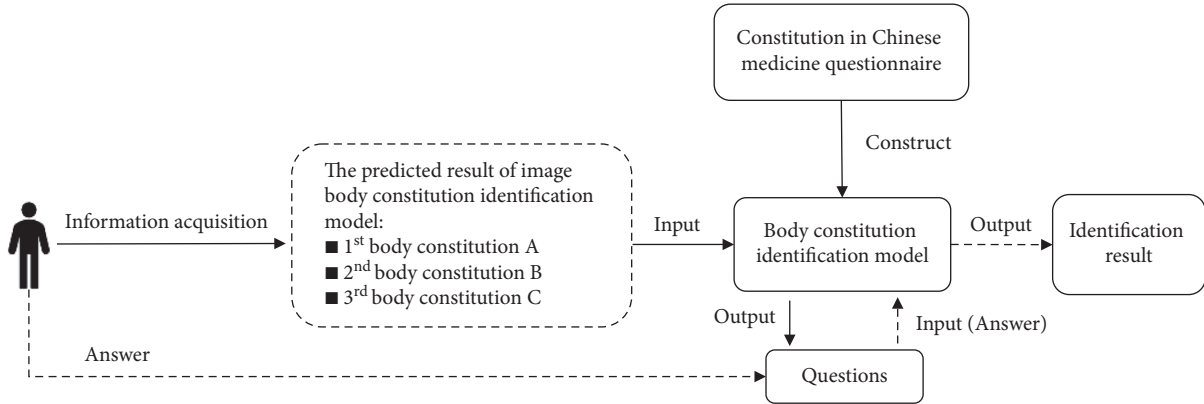 Constitution in Chinese
medicine questionnaire
Construct
Information acquisition
The predicted result of image
body constitution identification
model:
■ 1st body constitution A
■ 2nd body constitution B
■ 3rd body constitution C
Input
Body constitution
identification model
Output
Identification
result
Output
Input (Answer)
Answer
Questions